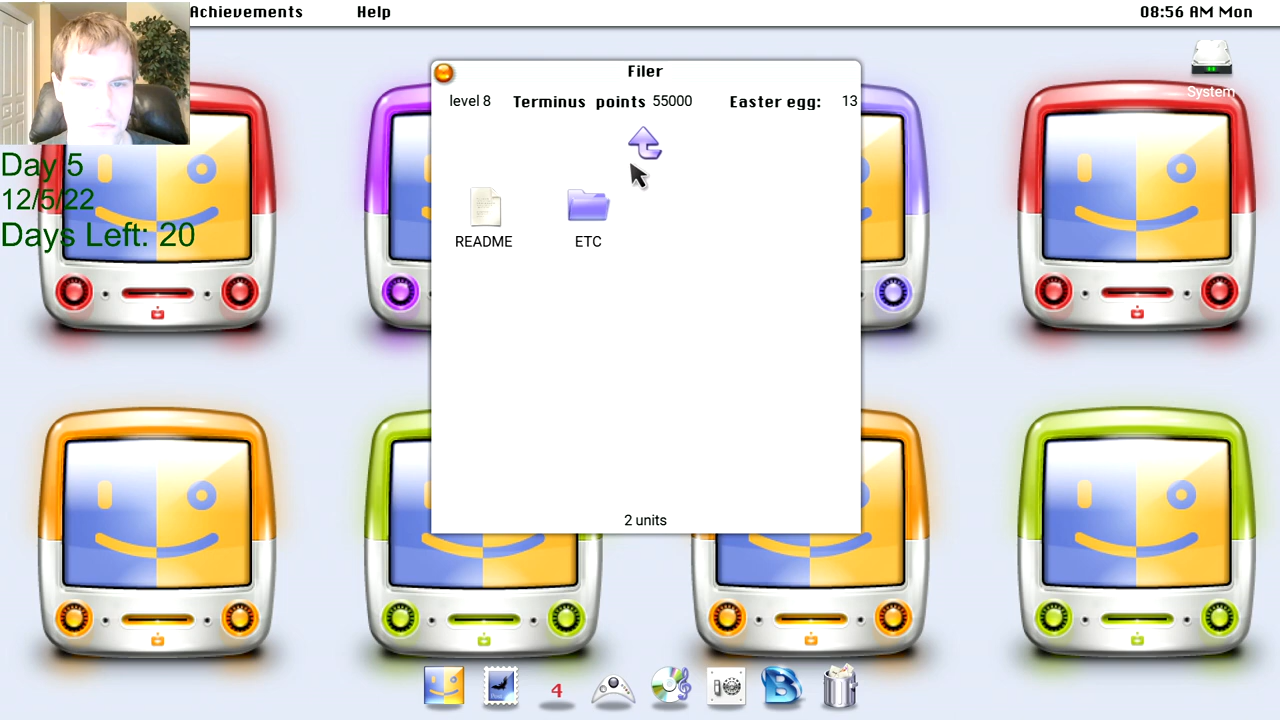 Achievements Help 08:56 AM Mon
Filer
level 8 Terminus points 55000 Easter egg: 13
System
Day 5
12/5/22
Days Left: 20
README ETC
2 units
4
B